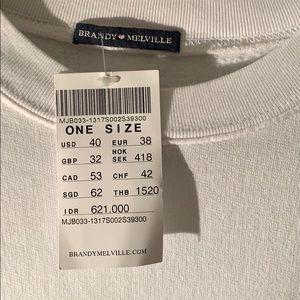 BRANDY♥MELVILLE
MJB033-1317S002S39300
ONE SIZE
USD 40 EUR 38
GBP 32 NOK SEK 418
CAD 53 CHF 42
SGD 62 THB 1520
IDR 621.000
MJB033-1317S002S39300
BRANDYMELVILLE.COM